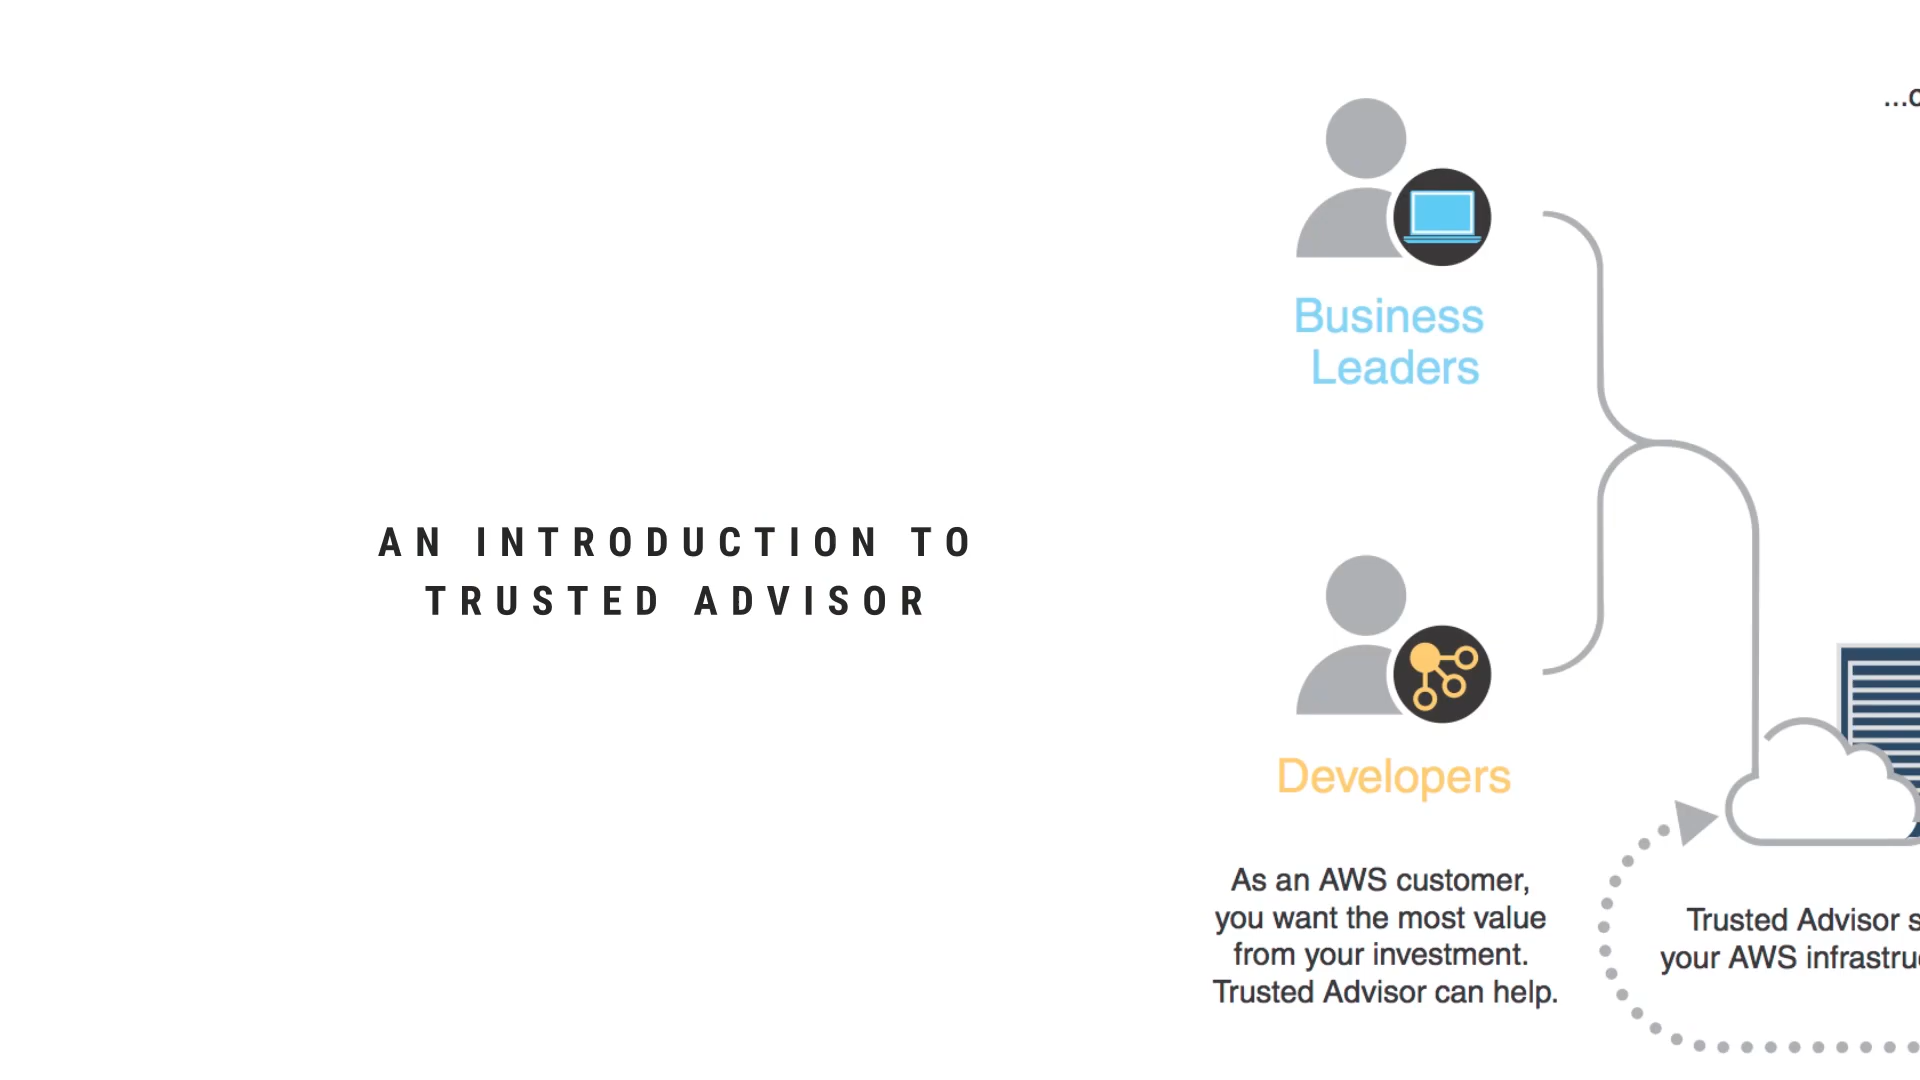 AN INTRODUCTION TO
TRUSTED ADVISOR
Business
Leaders
Developers
As an AWS customer,
you want the most value
from your investment.
Trusted Advisor can help.
Trusted Advisor
your AWS